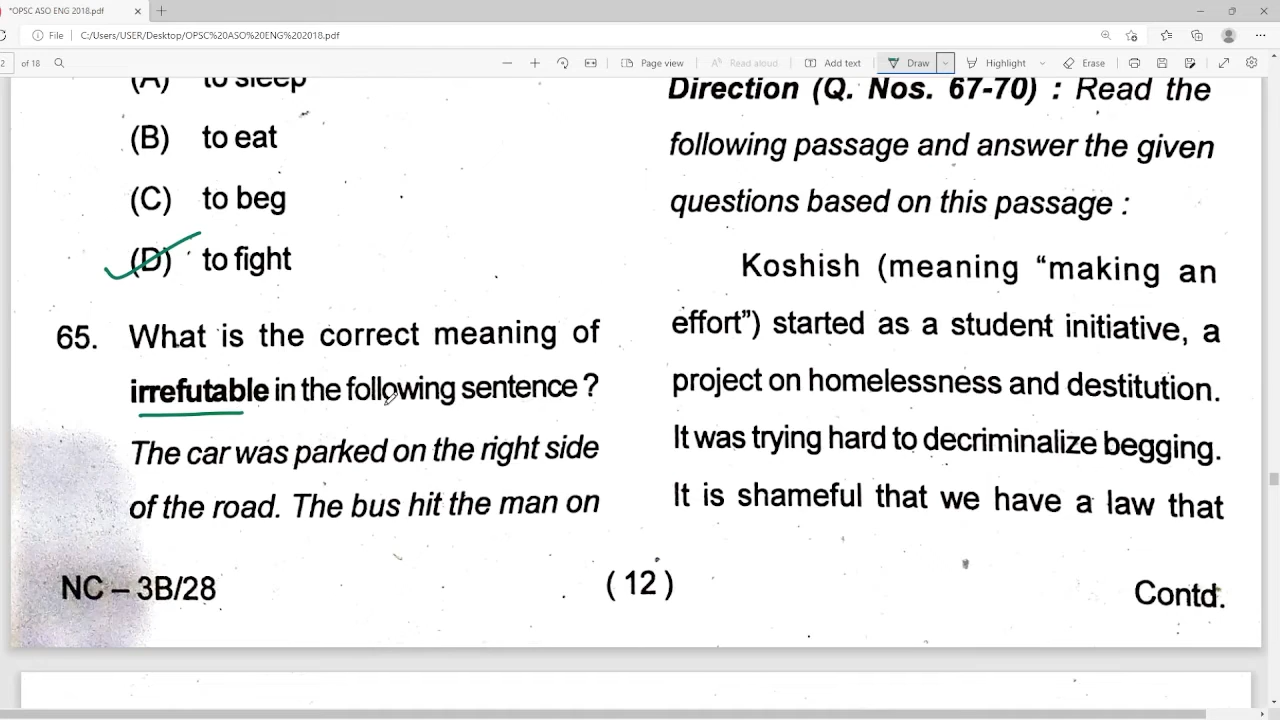 *OPSC ASO ENG 2018.pdf
File C:/Users/USER/Desktop/OPSC%20ASO%20ENG%202018.pdf
2 of 18 Page view Read aloud Add text Draw Highlight Erase
(A) to sleep
(B) to eat
(C) to beg
(D) to fight
65. What is the correct meaning of
irrefutable in the following sentence ?
The car was parked on the right side
of the road. The bus hit the man on
Direction (Q. Nos. 67-70) : Read the
following passage and answer the given
questions based on this passage :
Koshish (meaning “making an
effort”) started as a student initiative, a
project on homelessness and destitution.
It was trying hard to decriminalize begging.
It is shameful that we have a law that
NC – 3B/28 ( 12 ) Contd.